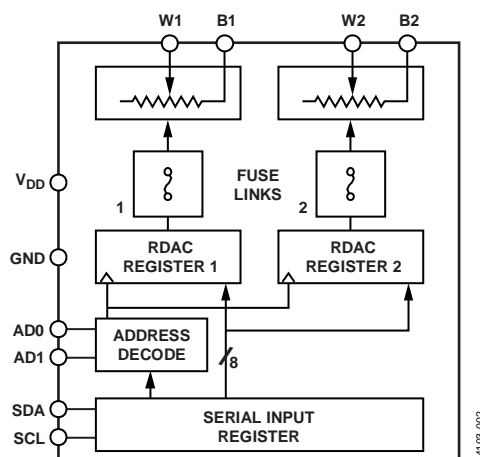 W1 B1 W2 B2
V_DD
1
FUSE
LINKS
2
GND
RDAC
REGISTER 1
RDAC
REGISTER 2
AD0
AD1
ADDRESS
DECODE
8
SDA
SCL
SERIAL INPUT
REGISTER